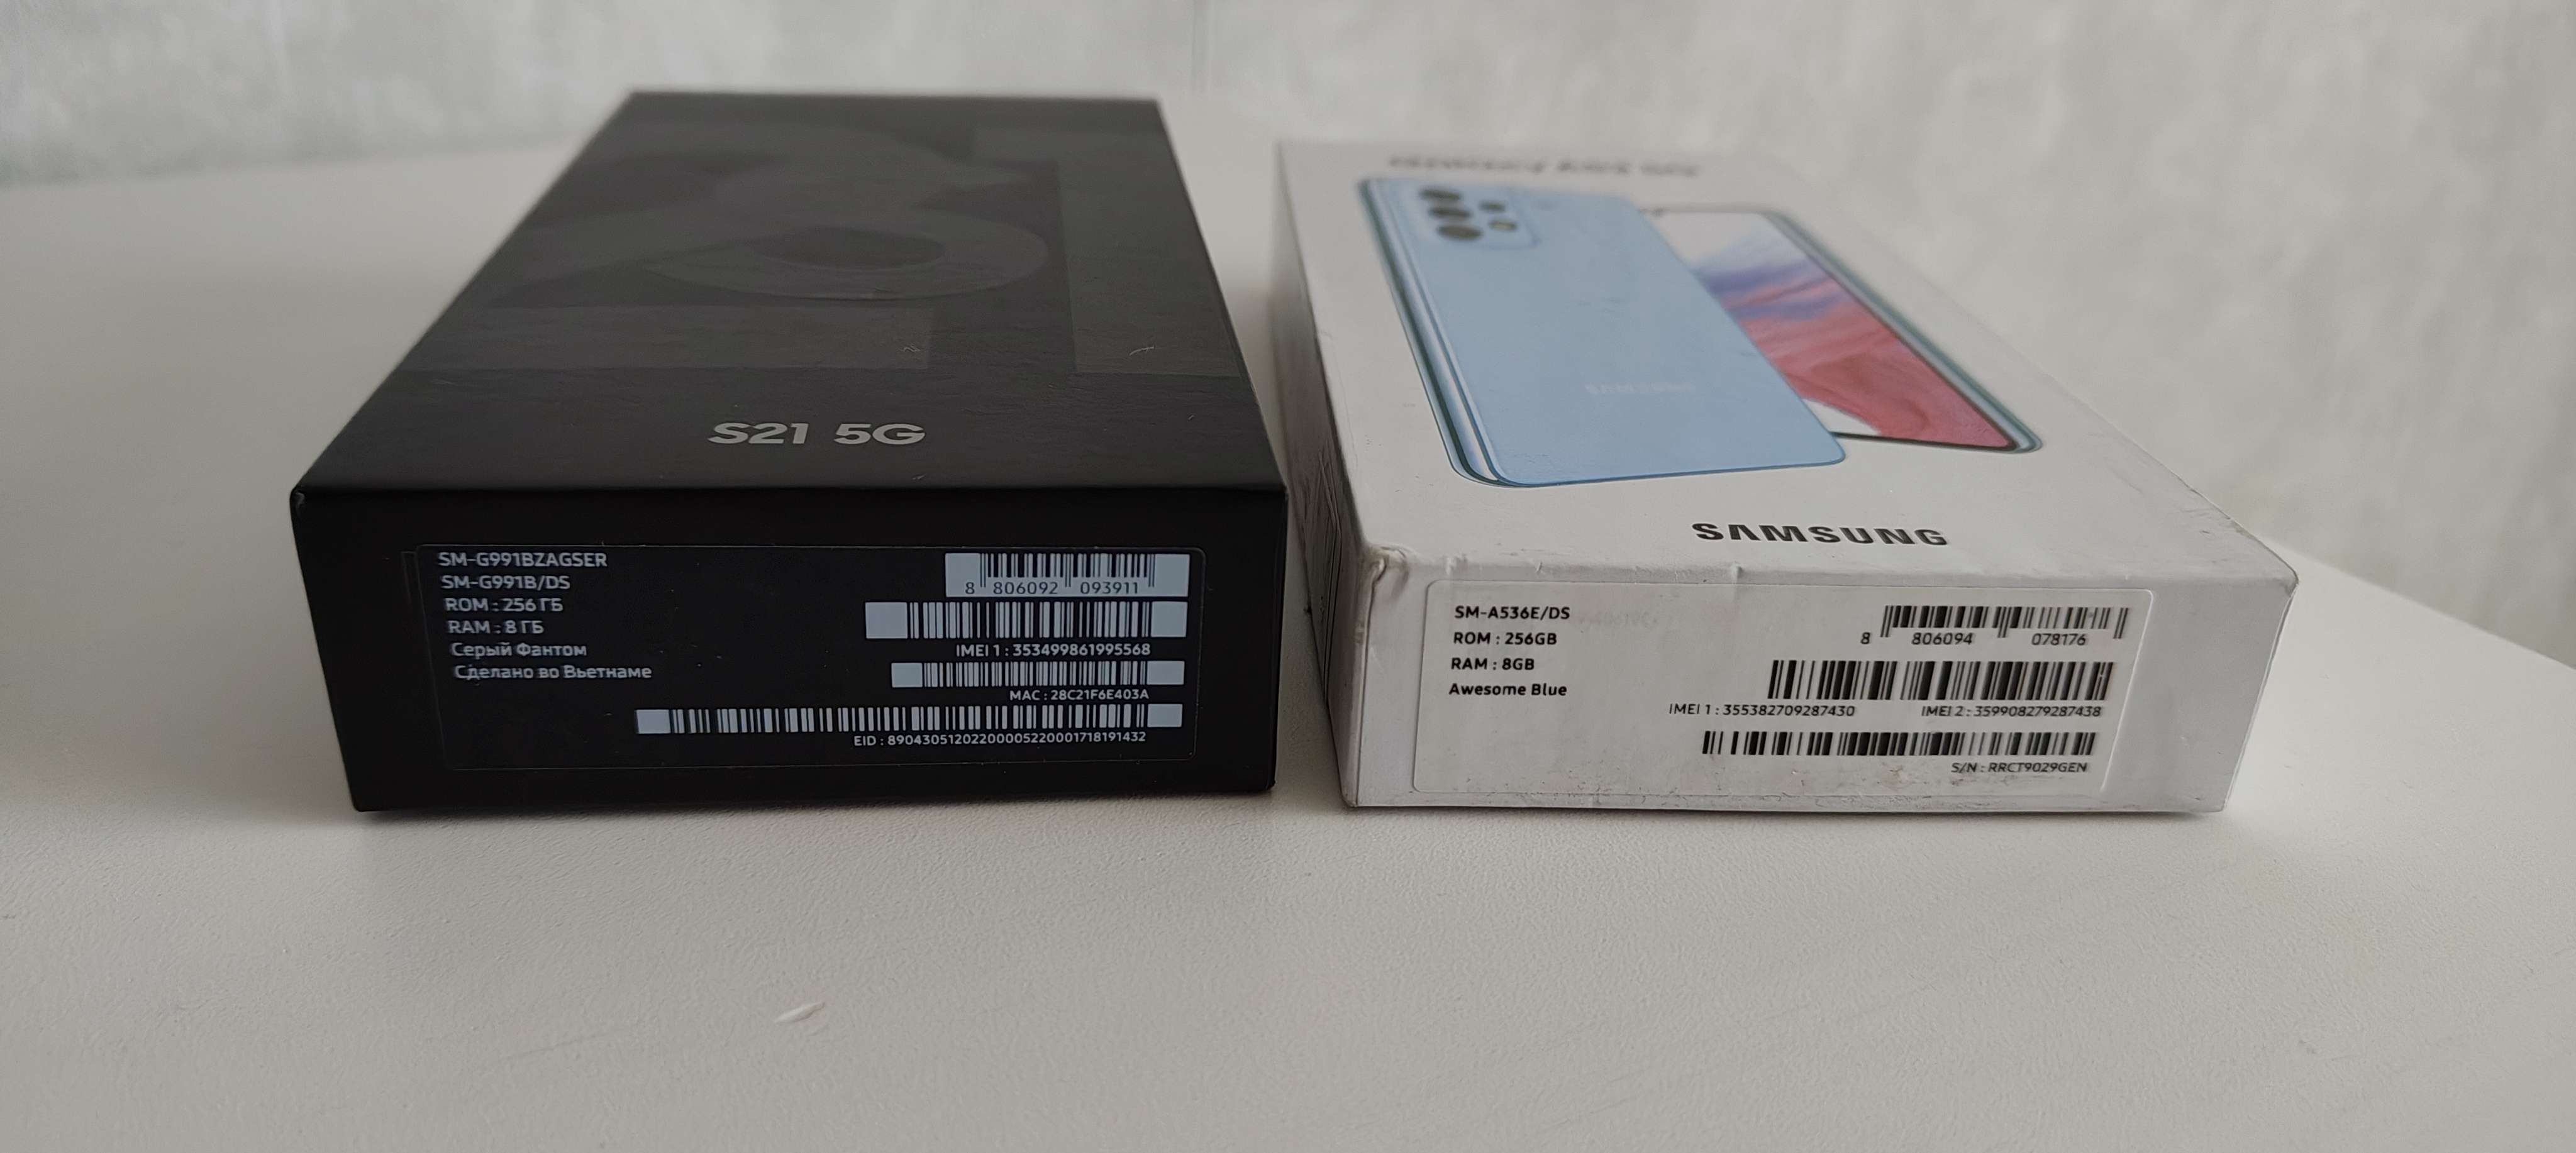 S21 5G
SM-G991BZAGSER
SM-G991B/DS
ROM : 256 ГБ
RAM : 8 ГБ
Серый Фантом
Сделано во Вьетнаме
8 806092 093911
IMEI 1 : 353499861995568
MAC : 28C21F6E403A
EID : 89043051202200005220001718191432
SAMSUNG
SAMSUNG
SM-A536E/DS
ROM : 256GB
RAM : 8GB
Awesome Blue
8 806094 078176
IMEI 1 : 355382709287430 IMEI 2 : 359908279287438
S/N : RRCT9029GEN